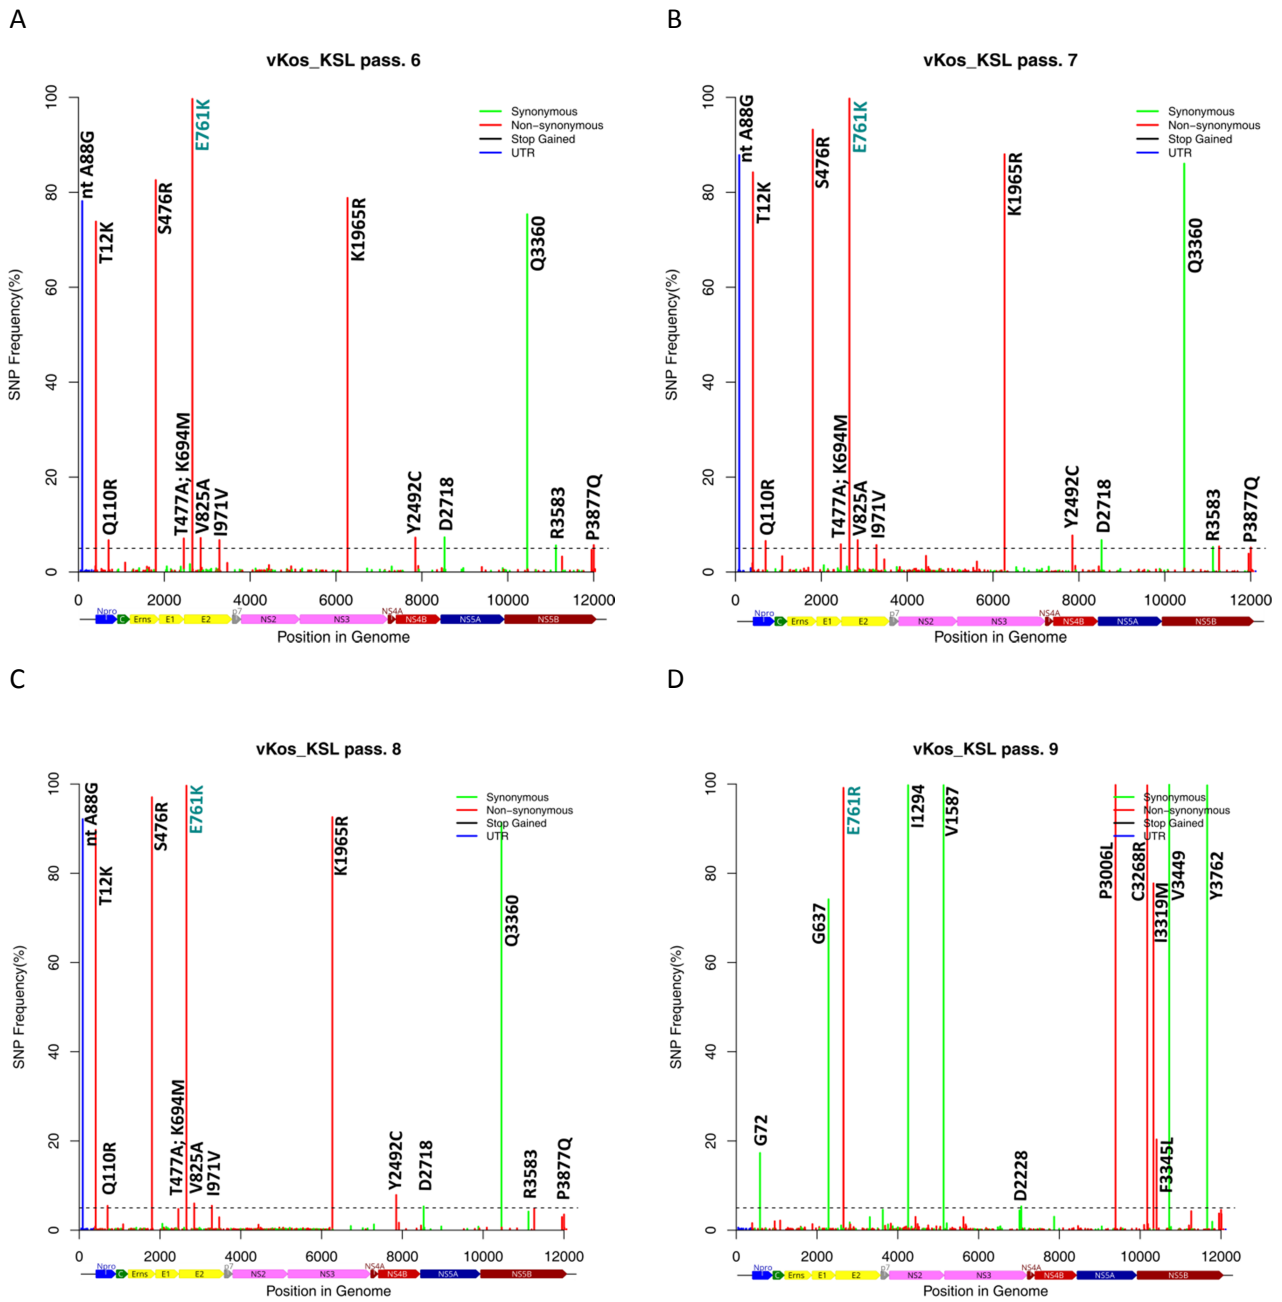 A
vKos_KSL pass. 6
SNP Frequency(%)
100
80
60
40
20
0
nt A88G
T12K
Q110R
S476R
T477A; K694M
E761K
V825A
I971V
K1965R
Y2492C
D2718
Q3360
R3583
P3877Q
Synonymous
Non-synonymous
Stop Gained
UTR
0 2000 4000 6000 8000 10000 12000
Npro C Erns E1 E2 p7 NS2 NS3 NS4A NS4B NS5A NS5B
Position in Genome
B
vKos_KSL pass. 7
SNP Frequency(%)
100
80
60
40
20
0
nt A88G
T12K
Q110R
S476R
T477A; K694M
E761K
V825A
I971V
K1965R
Y2492C
D2718
Q3360
R3583
P3877Q
Synonymous
Non-synonymous
Stop Gained
UTR
0 2000 4000 6000 8000 10000 12000
Npro C Erns E1 E2 p7 NS2 NS3 NS4A NS4B NS5A NS5B
Position in Genome
C
vKos_KSL pass. 8
SNP Frequency(%)
100
80
60
40
20
0
nt A88G
T12K
Q110R
S476R
T477A; K694M
E761K
V825A
I971V
K1965R
Y2492C
D2718
Q3360
R3583
P3877Q
Synonymous
Non-synonymous
Stop Gained
UTR
0 2000 4000 6000 8000 10000 12000
Npro C Erns E1 E2 p7 NS2 NS3 NS4A NS4B NS5A NS5B
Position in Genome
D
vKos_KSL pass. 9
SNP Frequency(%)
100
80
60
40
20
0
G72
G637
E761R
I1294
V1587
D2228
P3006L
C3268R
I3319M
F3345L
V3449
Y3762
Synonymous
Non-synonymous
Stop Gained
UTR
0 2000 4000 6000 8000 10000 12000
Npro C Erns E1 E2 p7 NS2 NS3 NS4A NS4B NS5A NS5B
Position in Genome